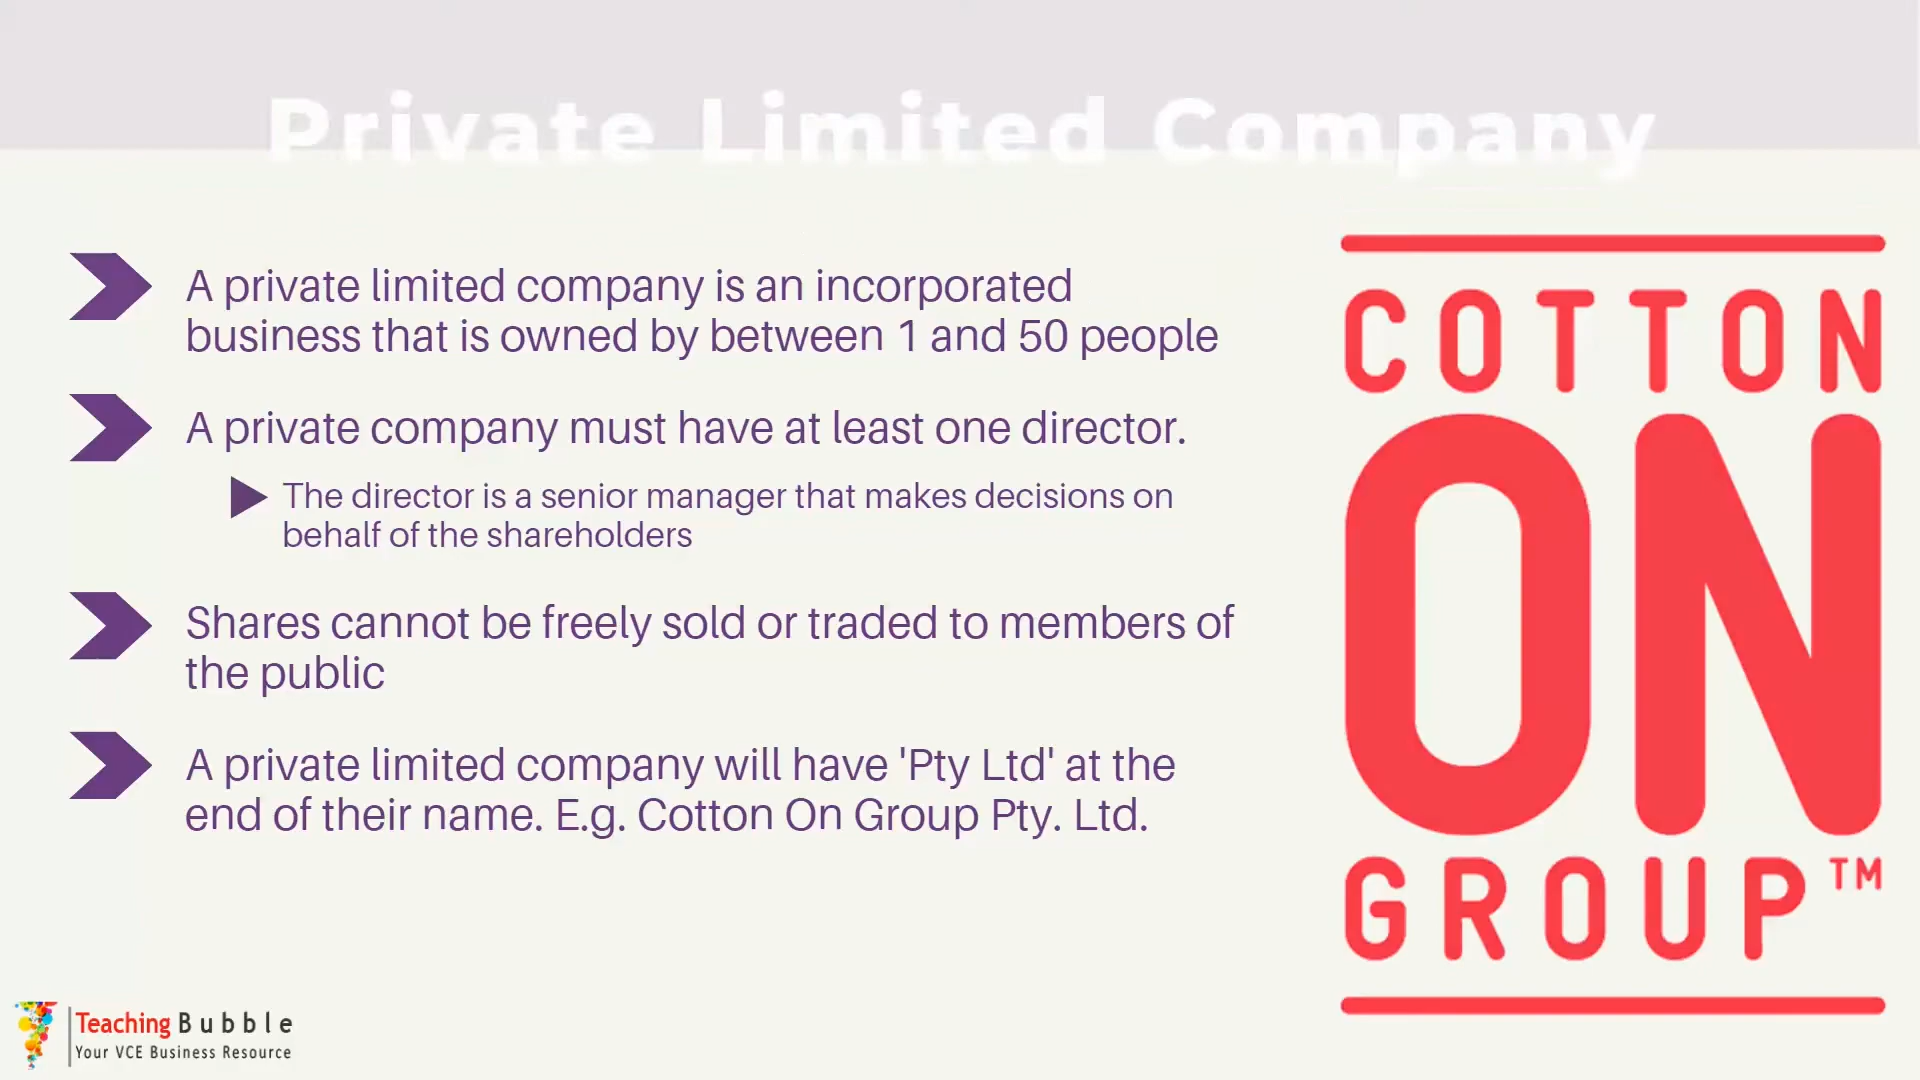 Private Limited Company
A private limited company is an incorporated
business that is owned by between 1 and 50 people
A private company must have at least one director.
The director is a senior manager that makes decisions on
behalf of the shareholders
Shares cannot be freely sold or traded to members of
the public
A private limited company will have 'Pty Ltd' at the
end of their name. E.g. Cotton On Group Pty. Ltd.
COTTON
ON
GROUP™
Teaching Bubble
Your VCE Business Resource